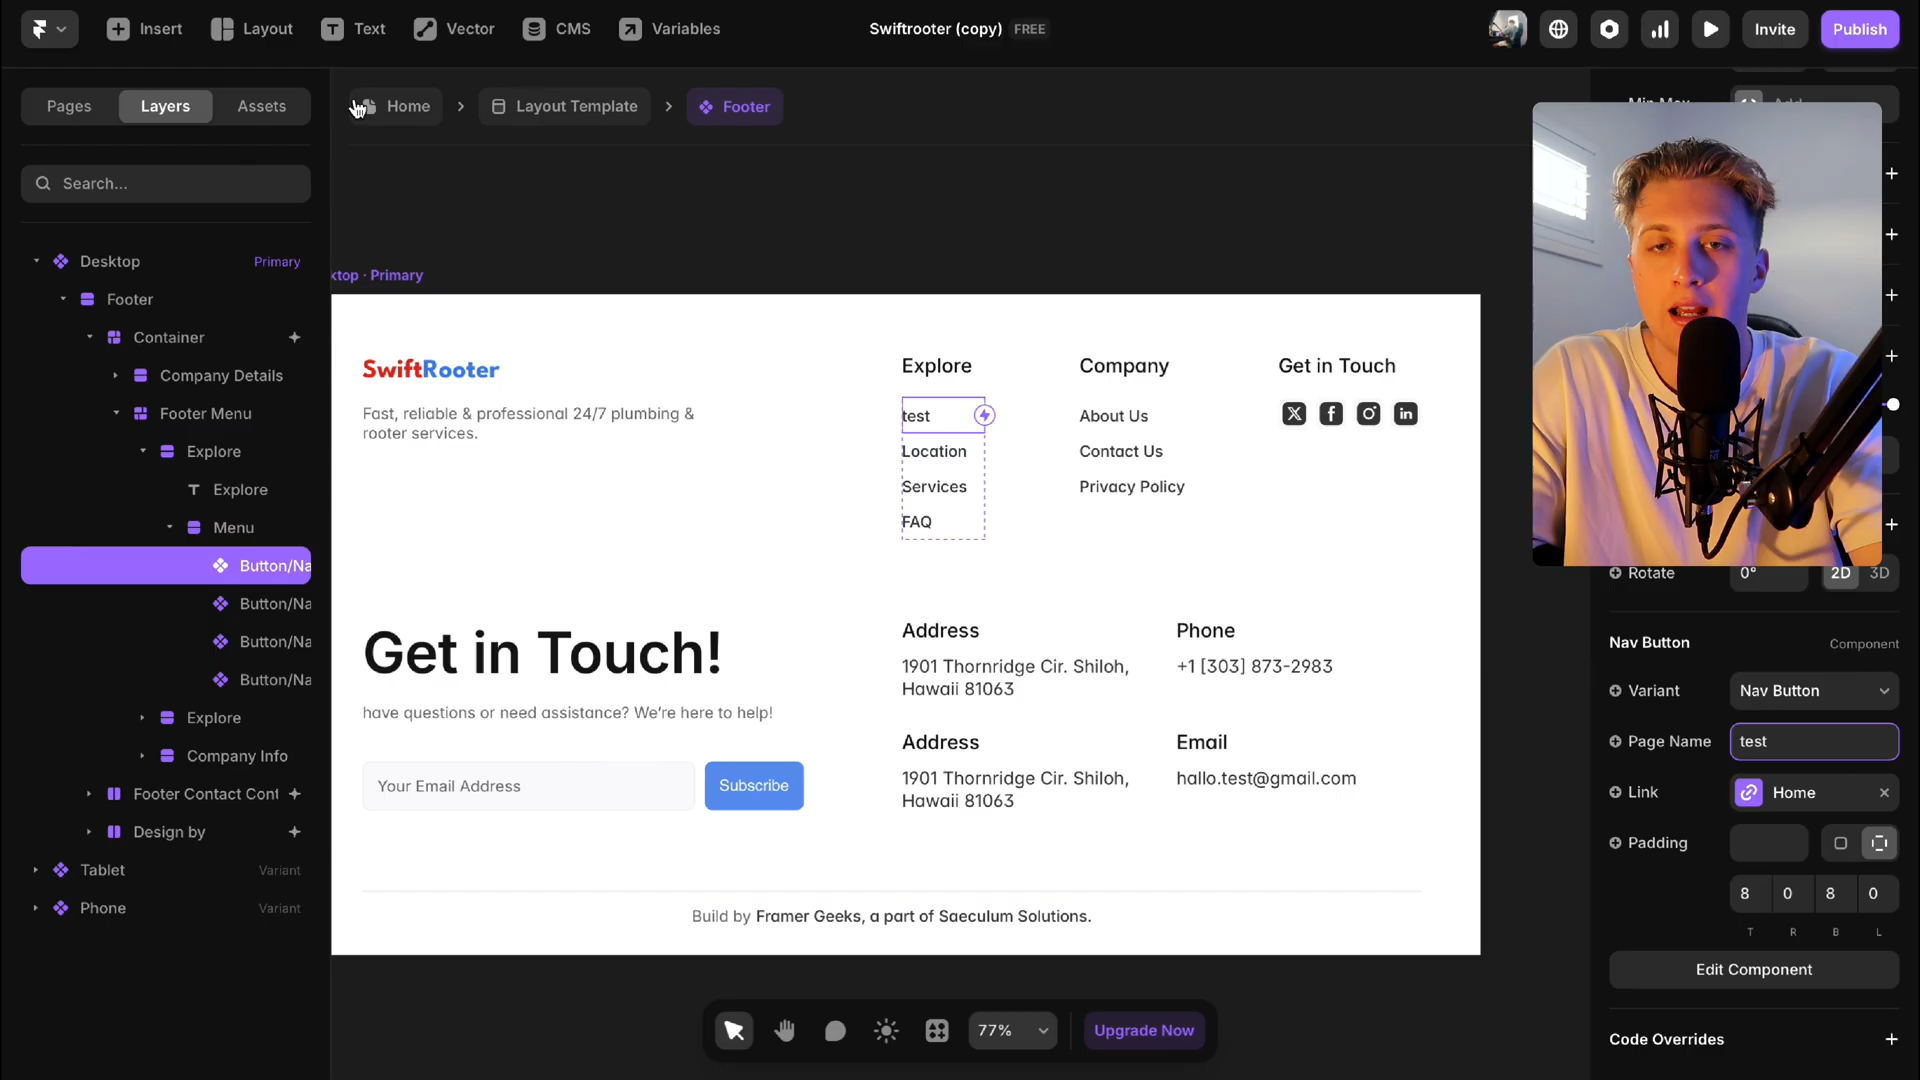 Insert
Layout
Text
Vector
CMS
Variables
Swiftrooter (copy) FREE
Invite
Publish
Pages
Layers
Assets
Home
Layout Template
Footer
Search...
Desktop Primary
Footer
Container
Company Details
Footer Menu
Explore
Explore
Menu
Button/Na
Button/Na
Button/Na
Button/Na
Explore
Company Info
Footer Contact Cont
Design by
Tablet Variant
Phone Variant
ktop · Primary
SwiftRooter
Fast, reliable & professional 24/7 plumbing &
rooter services.
Explore
test
Location
Services
FAQ
Company
About Us
Contact Us
Privacy Policy
Get in Touch
Get in Touch!
have questions or need assistance? We're here to help!
Your Email Address
Subscribe
Address
1901 Thornridge Cir. Shiloh,
Hawaii 81063
Phone
+1 [303] 873-2983
Address
1901 Thornridge Cir. Shiloh,
Hawaii 81063
Email
hallo.test@gmail.com
Build by Framer Geeks, a part of Saeculum Solutions.
77%
Upgrade Now
Min Max
Add
Rotate 0° 2D 3D
Nav Button Component
Variant Nav Button
Page Name test
Link Home
Padding
8 0 8 0
T R B L
Edit Component
Code Overrides